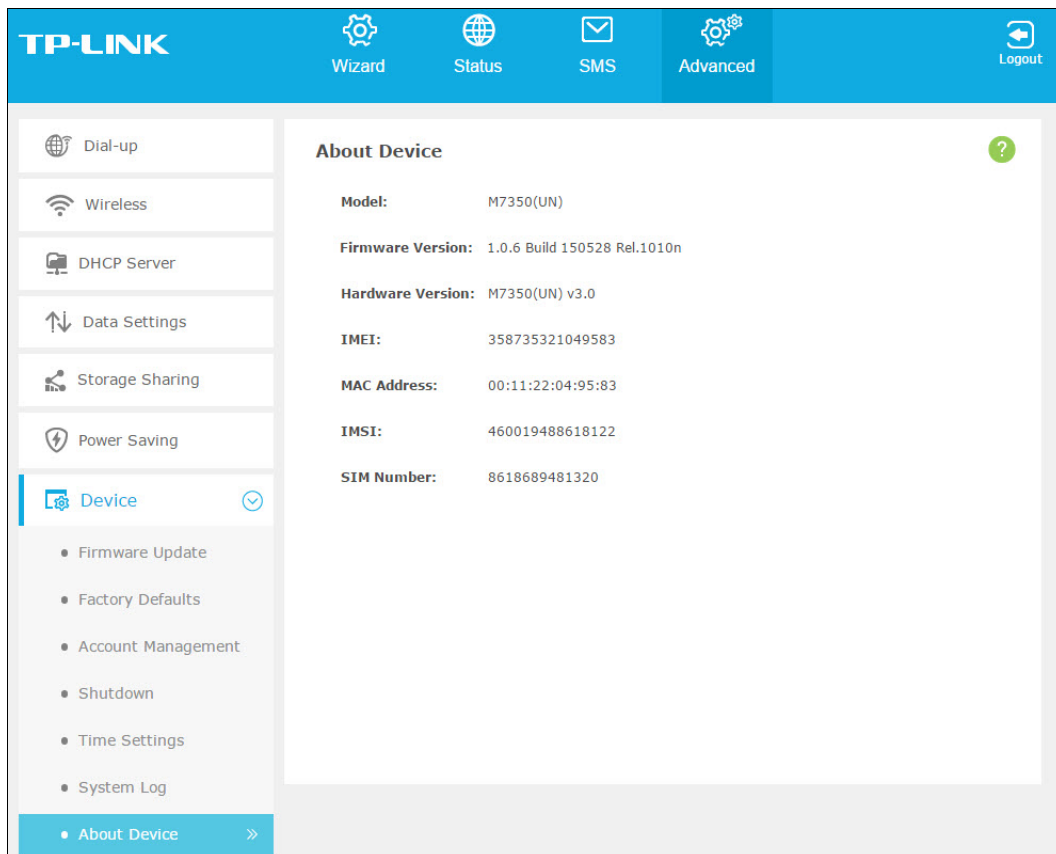 TP-LINK
Wizard
Status
SMS
Advanced
Logout
Dial-up
Wireless
DHCP Server
Data Settings
Storage Sharing
Power Saving
Device
Firmware Update
Factory Defaults
Account Management
Shutdown
Time Settings
System Log
About Device
About Device
?
Model: M7350(UN)
Firmware Version: 1.0.6 Build 150528 Rel.1010n
Hardware Version: M7350(UN) v3.0
IMEI: 358735321049583
MAC Address: 00:11:22:04:95:83
IMSI: 460019488618122
SIM Number: 8618689481320